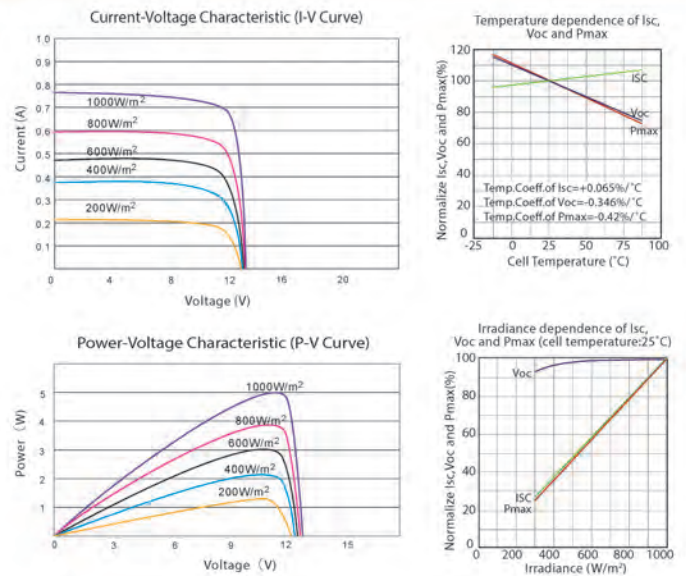 Current-Voltage Characteristic (I-V Curve)
1.0
0.9
0.8
0.7
0.6
0.5
0.4
0.3
0.2
0.1
Current (A)
1000W/m²
800W/m²
600W/m²
400W/m²
200W/m²
0
4
8
12
16
20
Voltage (V)
Temperature dependence of Isc,
Voc and Pmax
Normalize Isc,Voc and Pmax(%)
120
100
80
60
40
20
0
ISC
Voc
Pmax
Temp.Coeff.of Isc=+0.065%/˚C
Temp.Coeff.of Voc=-0.346%/˚C
Temp.Coeff.of Pmax=-0.42%/˚C
-25
0
25
50
75
100
Cell Temperature (˚C)
Power-Voltage Characteristic (P-V Curve)
Power (W)
5
4
3
2
1
1000W/m²
800W/m²
600W/m²
400W/m²
200W/m²
0
3
6
9
12
15
Voltage (V)
Irradiance dependence of Isc,
Voc and Pmax (cell temperature:25˚C)
Normalize Isc,Voc and Pmax(%)
100
80
60
40
20
0
Voc
ISC
Pmax
0
200
400
600
800
1000
Irradiance (W/m²)